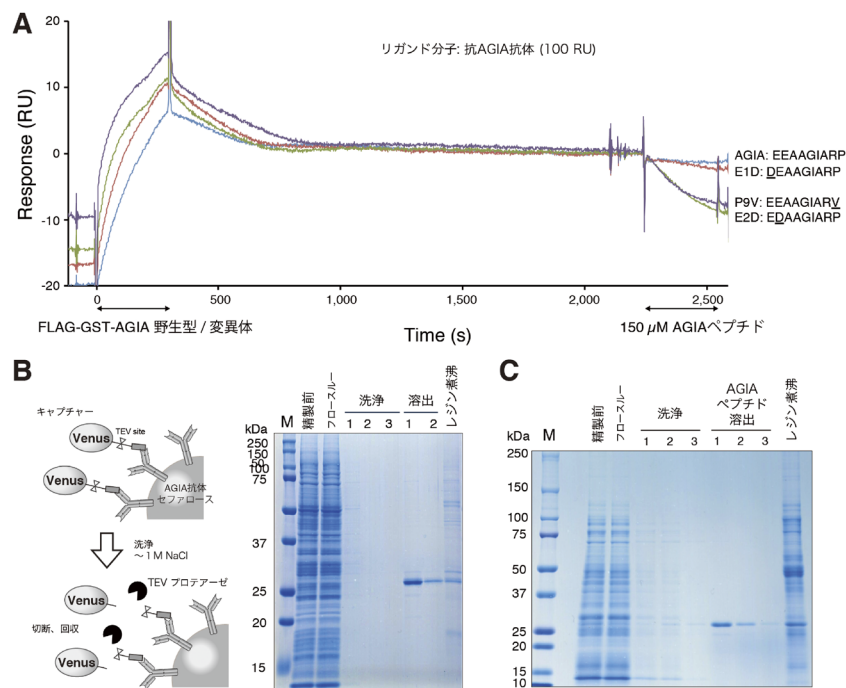 A
Response (RU)
20
10
0
-10
-20
リガンド分子: 抗AGIA抗体 (100 RU)
AGIA: EEAAGIARP
E1D: DEAAGIARP
P9V: EEAAGIARV
E2D: EDAAGIARP
0
500
1,000
1,500
2,000
2,500
FLAG-GST-AGIA 野生型 / 変異体
Time (s)
150 µM AGIAペプチド
B
キャプチャー
Venus
TEV site
Venus
AGIA抗体
セファロース
洗浄
~ 1 M NaCl
TEV プロテアーゼ
Venus
切断、回収
Venus
kDa
M
精製前
フロースルー
洗浄
1 2 3
溶出
1 2
レジン煮沸
250
150
50
100
75
37
25
20
15
C
kDa
M
精製前
フロースルー
洗浄
1 2 3
AGIA
ペプチド
溶出
1 2 3
レジン煮沸
250
150
100
75
50
37
25
20
15
10